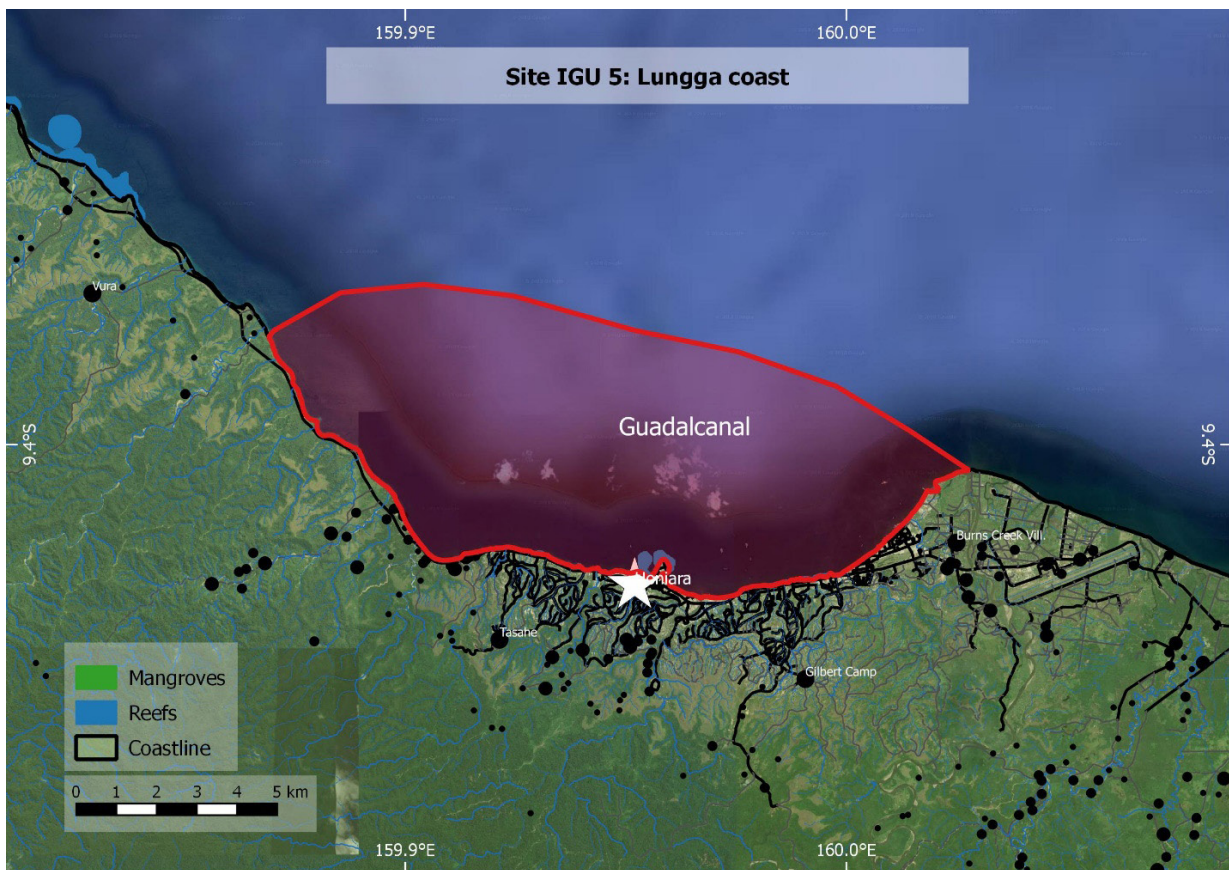 159.9°E
160.0°E
Site IGU 5: Lungga coast
Vura
Guadalcanal
9.4°S
9.4°S
Burns Creek Vill.
Honiara
Tasahe
Gilbert Camp
Mangroves
Reefs
Coastline
0 1 2 3 4 5 km
159.9°E
160.0°E